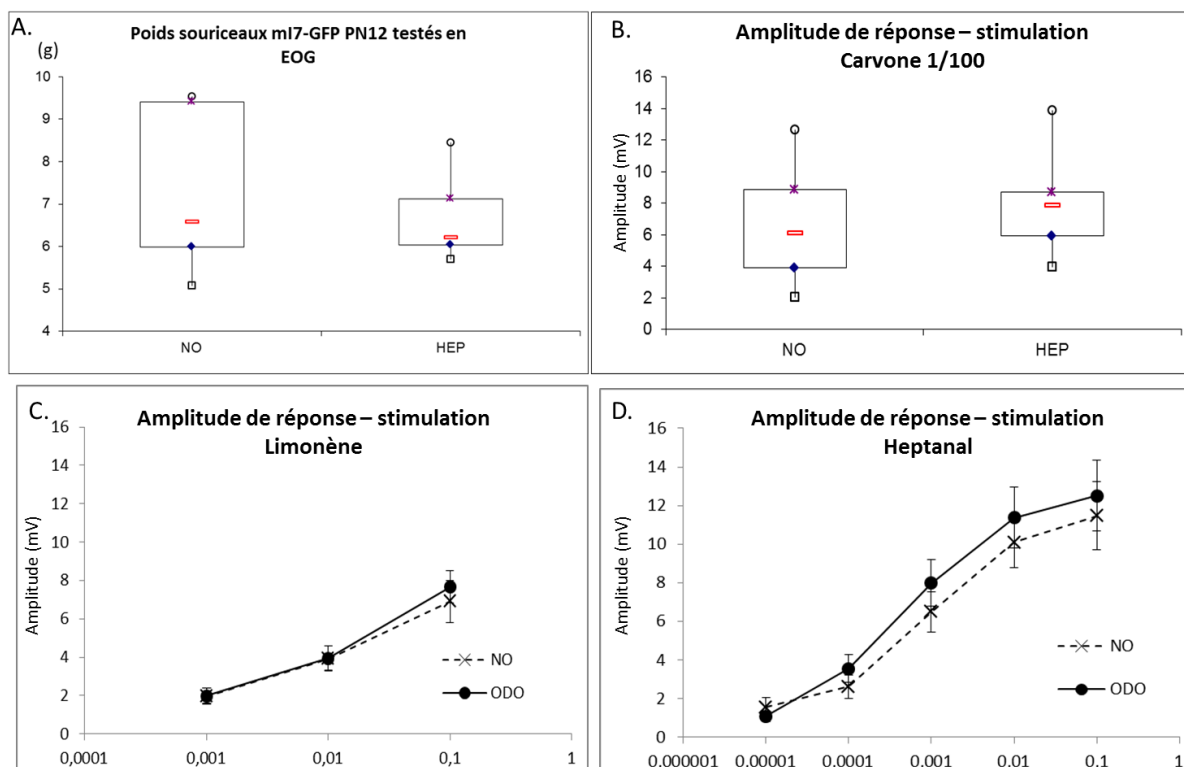 A.
(g)
Poids souriceaux mI7-GFP PN12 testés en
EOG
10
9
8
7
6
5
4
NO
HEP
B.
Amplitude de réponse – stimulation
Carvone 1/100
Amplitude (mV)
16
14
12
10
8
6
4
2
0
NO
HEP
C.
Amplitude de réponse – stimulation
Limonène
Amplitude (mV)
16
14
12
10
8
6
4
2
0
NO
ODO
0,0001
0,001
0,01
0,1
1
D.
Amplitude de réponse – stimulation
Heptanal
Amplitude (mV)
16
14
12
10
8
6
4
2
0
NO
ODO
0.000001
0.00001
0.0001
0.001
0.01
0.1
1